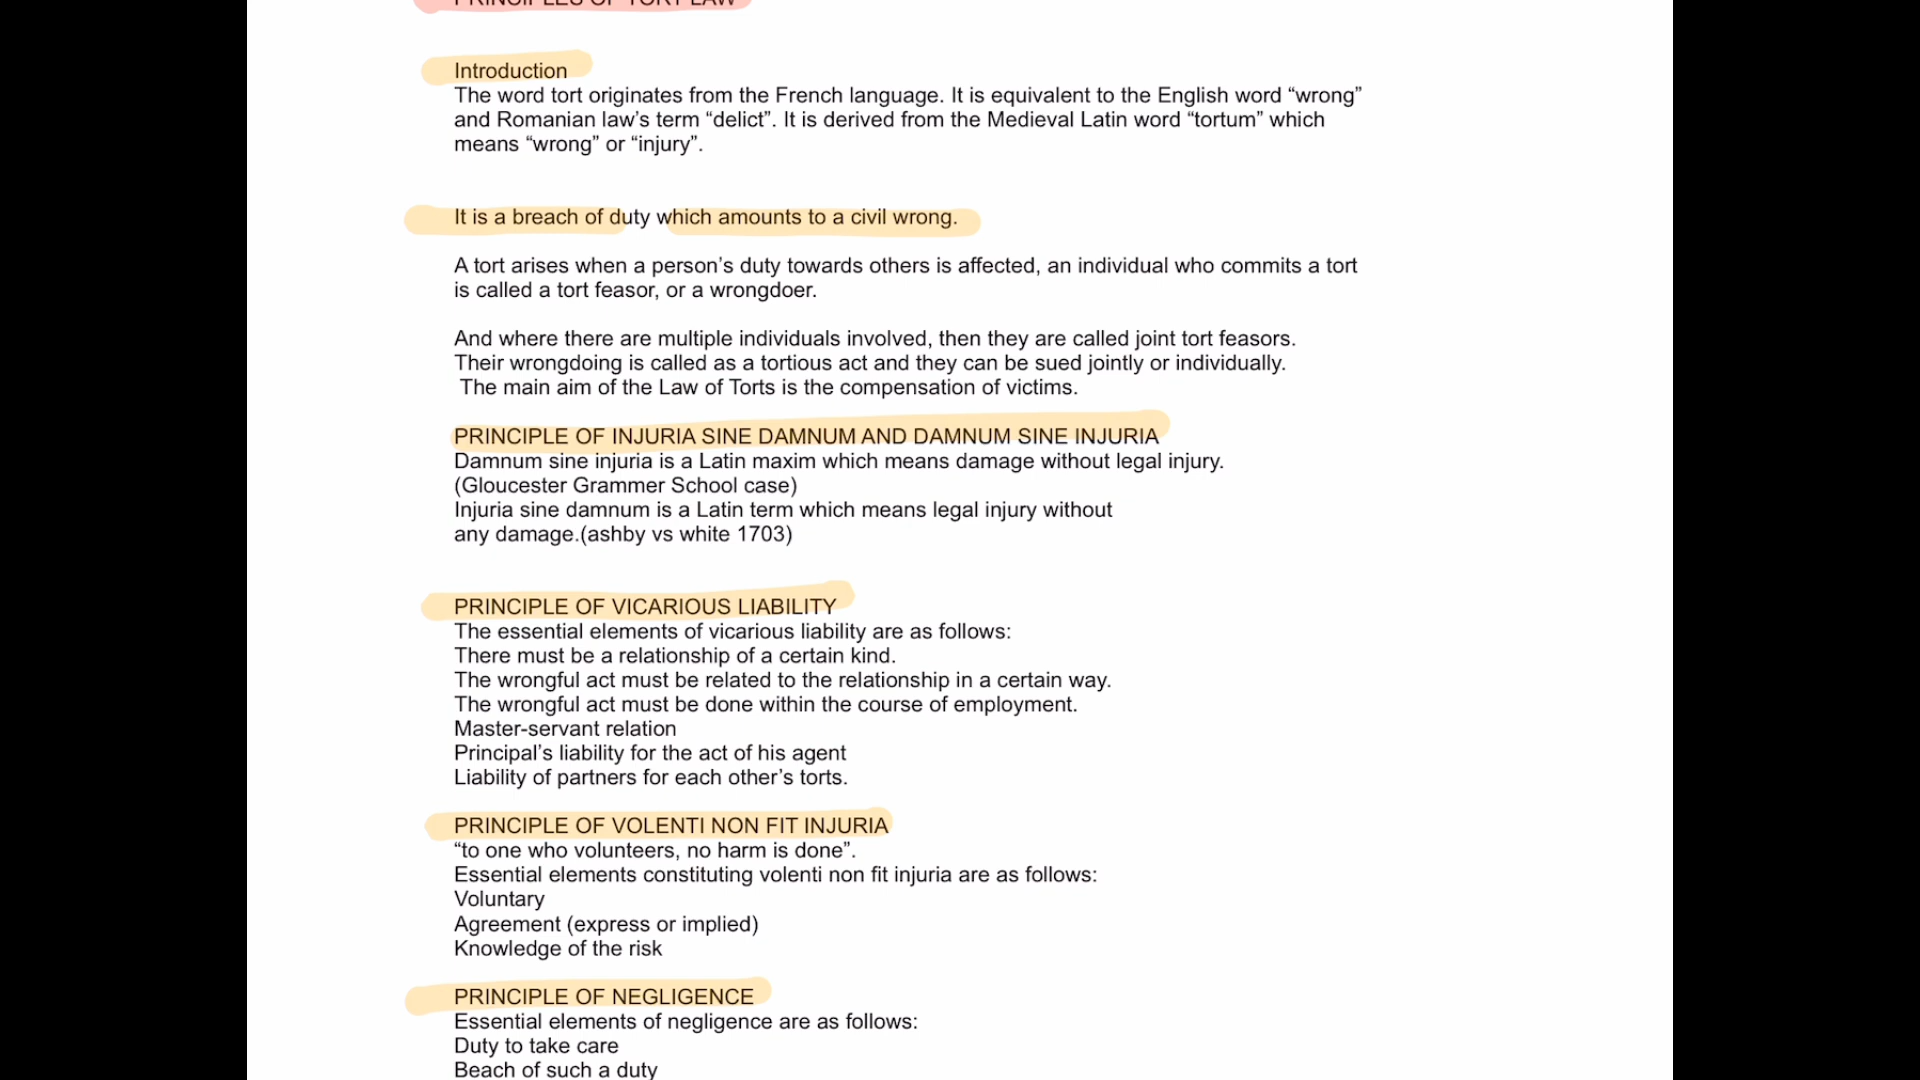 PRINCIPLES OF TORT LAW
Introduction
The word tort originates from the French language. It is equivalent to the English word “wrong”
and Romanian law’s term “delict”. It is derived from the Medieval Latin word “tortum” which
means “wrong” or “injury”.
It is a breach of duty which amounts to a civil wrong.
A tort arises when a person’s duty towards others is affected, an individual who commits a tort
is called a tort feasor, or a wrongdoer.
And where there are multiple individuals involved, then they are called joint tort feasors.
Their wrongdoing is called as a tortious act and they can be sued jointly or individually.
The main aim of the Law of Torts is the compensation of victims.
PRINCIPLE OF INJURIA SINE DAMNUM AND DAMNUM SINE INJURIA
Damnum sine injuria is a Latin maxim which means damage without legal injury.
(Gloucester Grammer School case)
Injuria sine damnum is a Latin term which means legal injury without
any damage.(ashby vs white 1703)
PRINCIPLE OF VICARIOUS LIABILITY
The essential elements of vicarious liability are as follows:
There must be a relationship of a certain kind.
The wrongful act must be related to the relationship in a certain way.
The wrongful act must be done within the course of employment.
Master-servant relation
Principal’s liability for the act of his agent
Liability of partners for each other’s torts.
PRINCIPLE OF VOLENTI NON FIT INJURIA
“to one who volunteers, no harm is done”.
Essential elements constituting volenti non fit injuria are as follows:
Voluntary
Agreement (express or implied)
Knowledge of the risk
PRINCIPLE OF NEGLIGENCE
Essential elements of negligence are as follows:
Duty to take care
Beach of such a duty